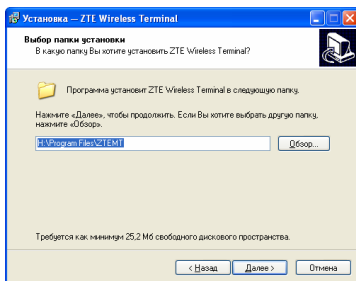 Установка — ZTE Wireless Terminal
Выбор папки установки
В какую папку Вы хотите установить ZTE Wireless Terminal?
Программа установит ZTE Wireless Terminal в следующую папку.
Нажмите «Далее», чтобы продолжить. Если Вы хотите выбрать другую папку,
нажмите «Обзор».
H:\Program Files\ZTEMT
Обзор...
Требуется как минимум 25,2 Мб свободного дискового пространства.
< Назад
Далее >
Отмена